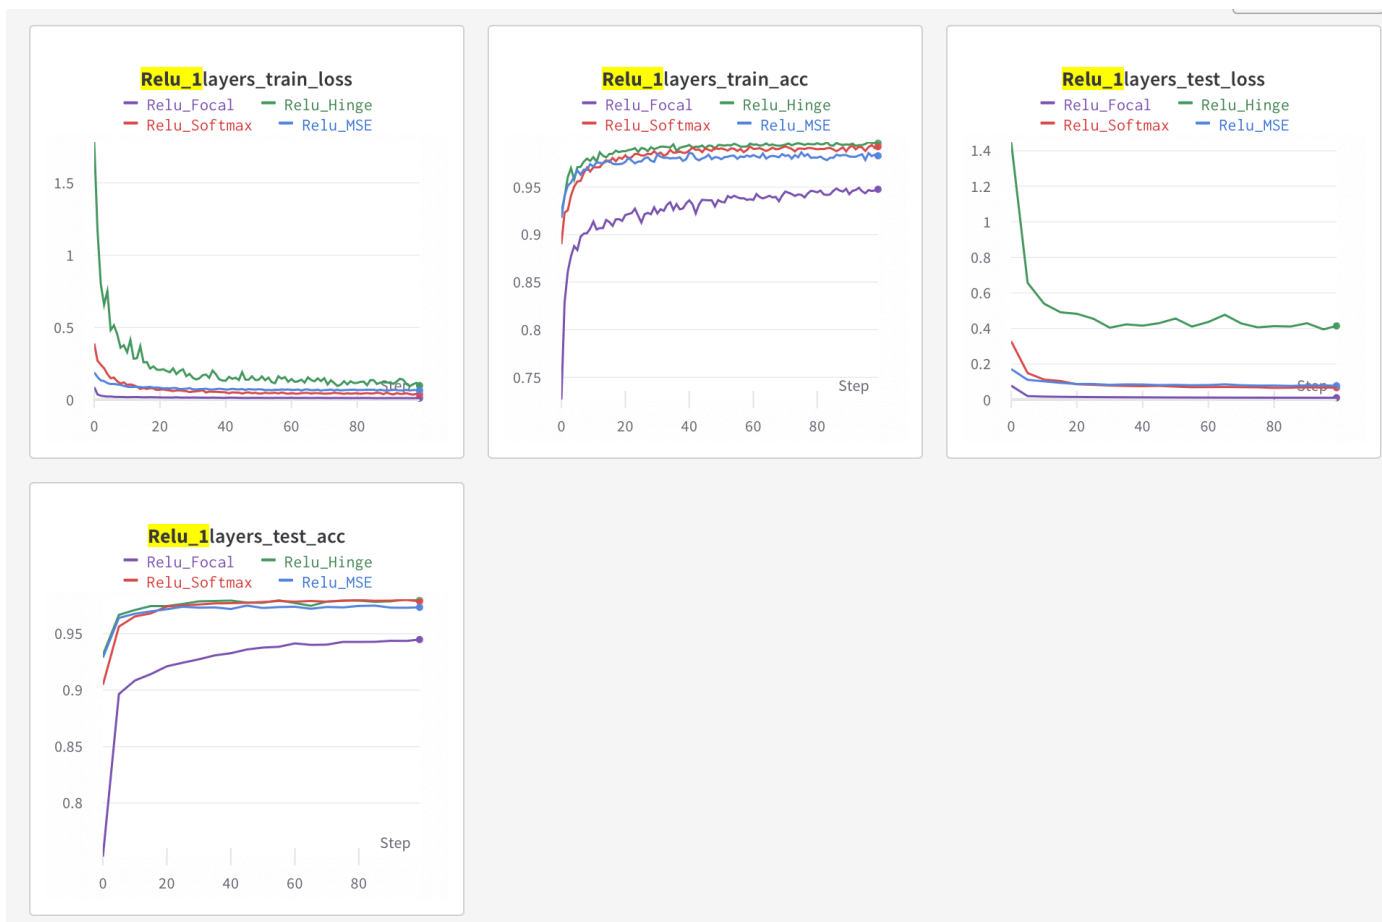 Relu_1layers_train_loss
Relu_Focal Relu_Hinge
Relu_Softmax Relu_MSE
1.5
1
0.5
0
Step
0 20 40 60 80
Relu_1layers_train_acc
Relu_Focal Relu_Hinge
Relu_Softmax Relu_MSE
0.95
0.9
0.85
0.8
0.75
Step
0 20 40 60 80
Relu_1layers_test_loss
Relu_Focal Relu_Hinge
Relu_Softmax Relu_MSE
1.4
1.2
1
0.8
0.6
0.4
0.2
0
Step
0 20 40 60 80
Relu_1layers_test_acc
Relu_Focal Relu_Hinge
Relu_Softmax Relu_MSE
0.95
0.9
0.85
0.8
Step
0 20 40 60 80